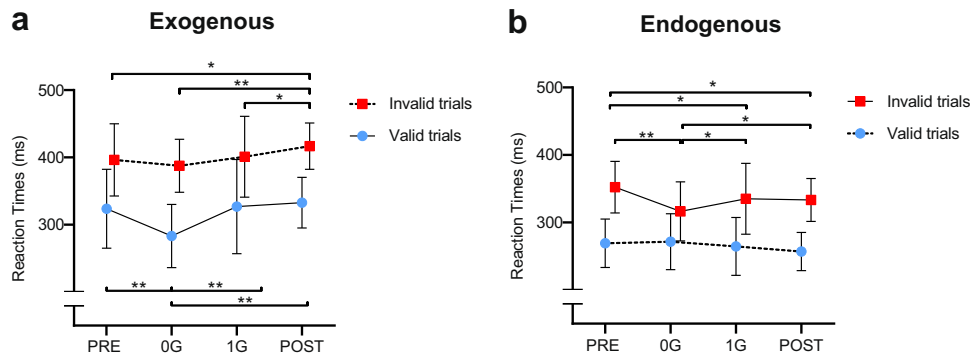 a
Exogenous
*
**
*
500
400
300
Reaction Times (ms)
Invalid trials
Valid trials
**
**
**
PRE 0G 1G POST
b
Endogenous
*
*
*
**
*
500
400
300
Reaction Times (ms)
Invalid trials
Valid trials
PRE 0G 1G POST